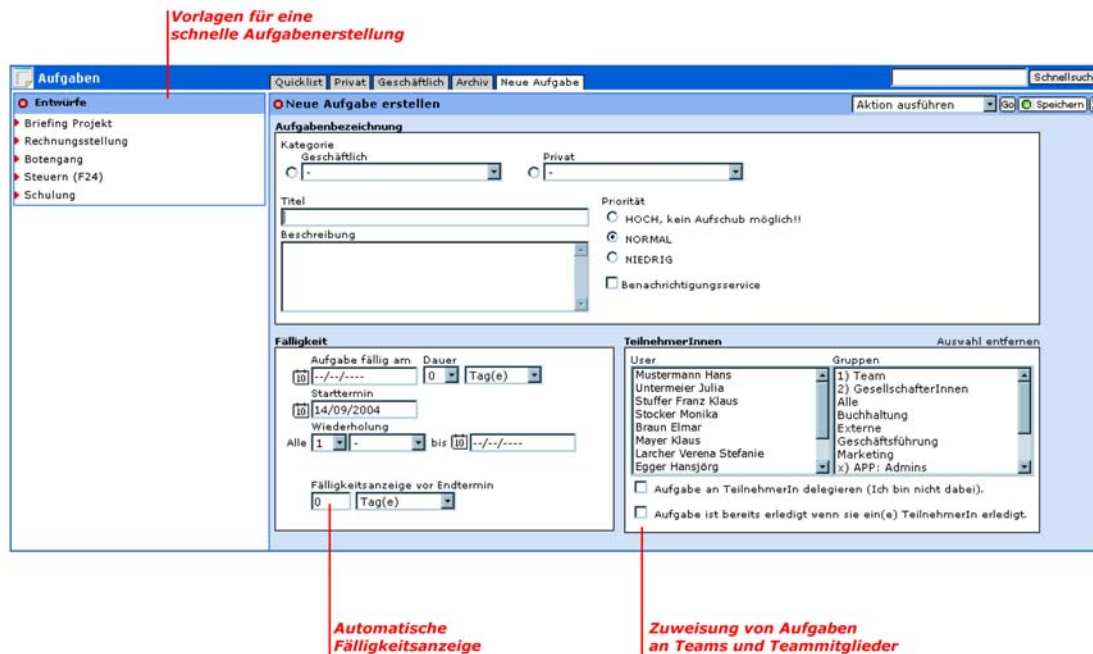 Vorlagen für eine
schnelle Aufgabenerstellung
Aufgaben
Quicklist Privat Geschäftlich Archiv Neue Aufgabe
Schnellsuch
Entwürfe
Briefing Projekt
Rechnungsstellung
Botengang
Steuern (F24)
Schulung
Neue Aufgabe erstellen
Aktion ausführen Go Speichern
Aufgabenbezeichnung
Kategorie
Geschäftlich Privat
- -
Titel
Beschreibung
Priorität
HOCH, kein Aufschub möglich!!
NORMAL
NIEDRIG
Benachrichtigungsservice
Fälligkeit
Aufgabe fällig am Dauer
10 --/--/---- 0 Tag(e)
Starttermin
10 14/09/2004
Wiederholung
Alle 1 - bis 10 --/--/----
Fälligkeitsanzeige vor Endtermin
0 Tag(e)
TeilnehmerInnen Auswahl entfernen
User
Mustermann Hans
Untermeier Julia
Stuffer Franz Klaus
Stocker Monika
Braun Elmar
Mayer Klaus
Larcher Verena Stefanie
Egger Hansjörg
Gruppen
1) Team
2) GesellschafterInnen
Alle
Buchhaltung
Externe
Geschäftsführung
Marketing
x) APP: Admins
Aufgabe an TeilnehmerIn delegieren (Ich bin nicht dabei).
Aufgabe ist bereits erledigt wenn sie ein(e) TeilnehmerIn erledigt.
Automatische
Fälligkeitsanzeige
Zuweisung von Aufgaben
an Teams und Teammitglieder